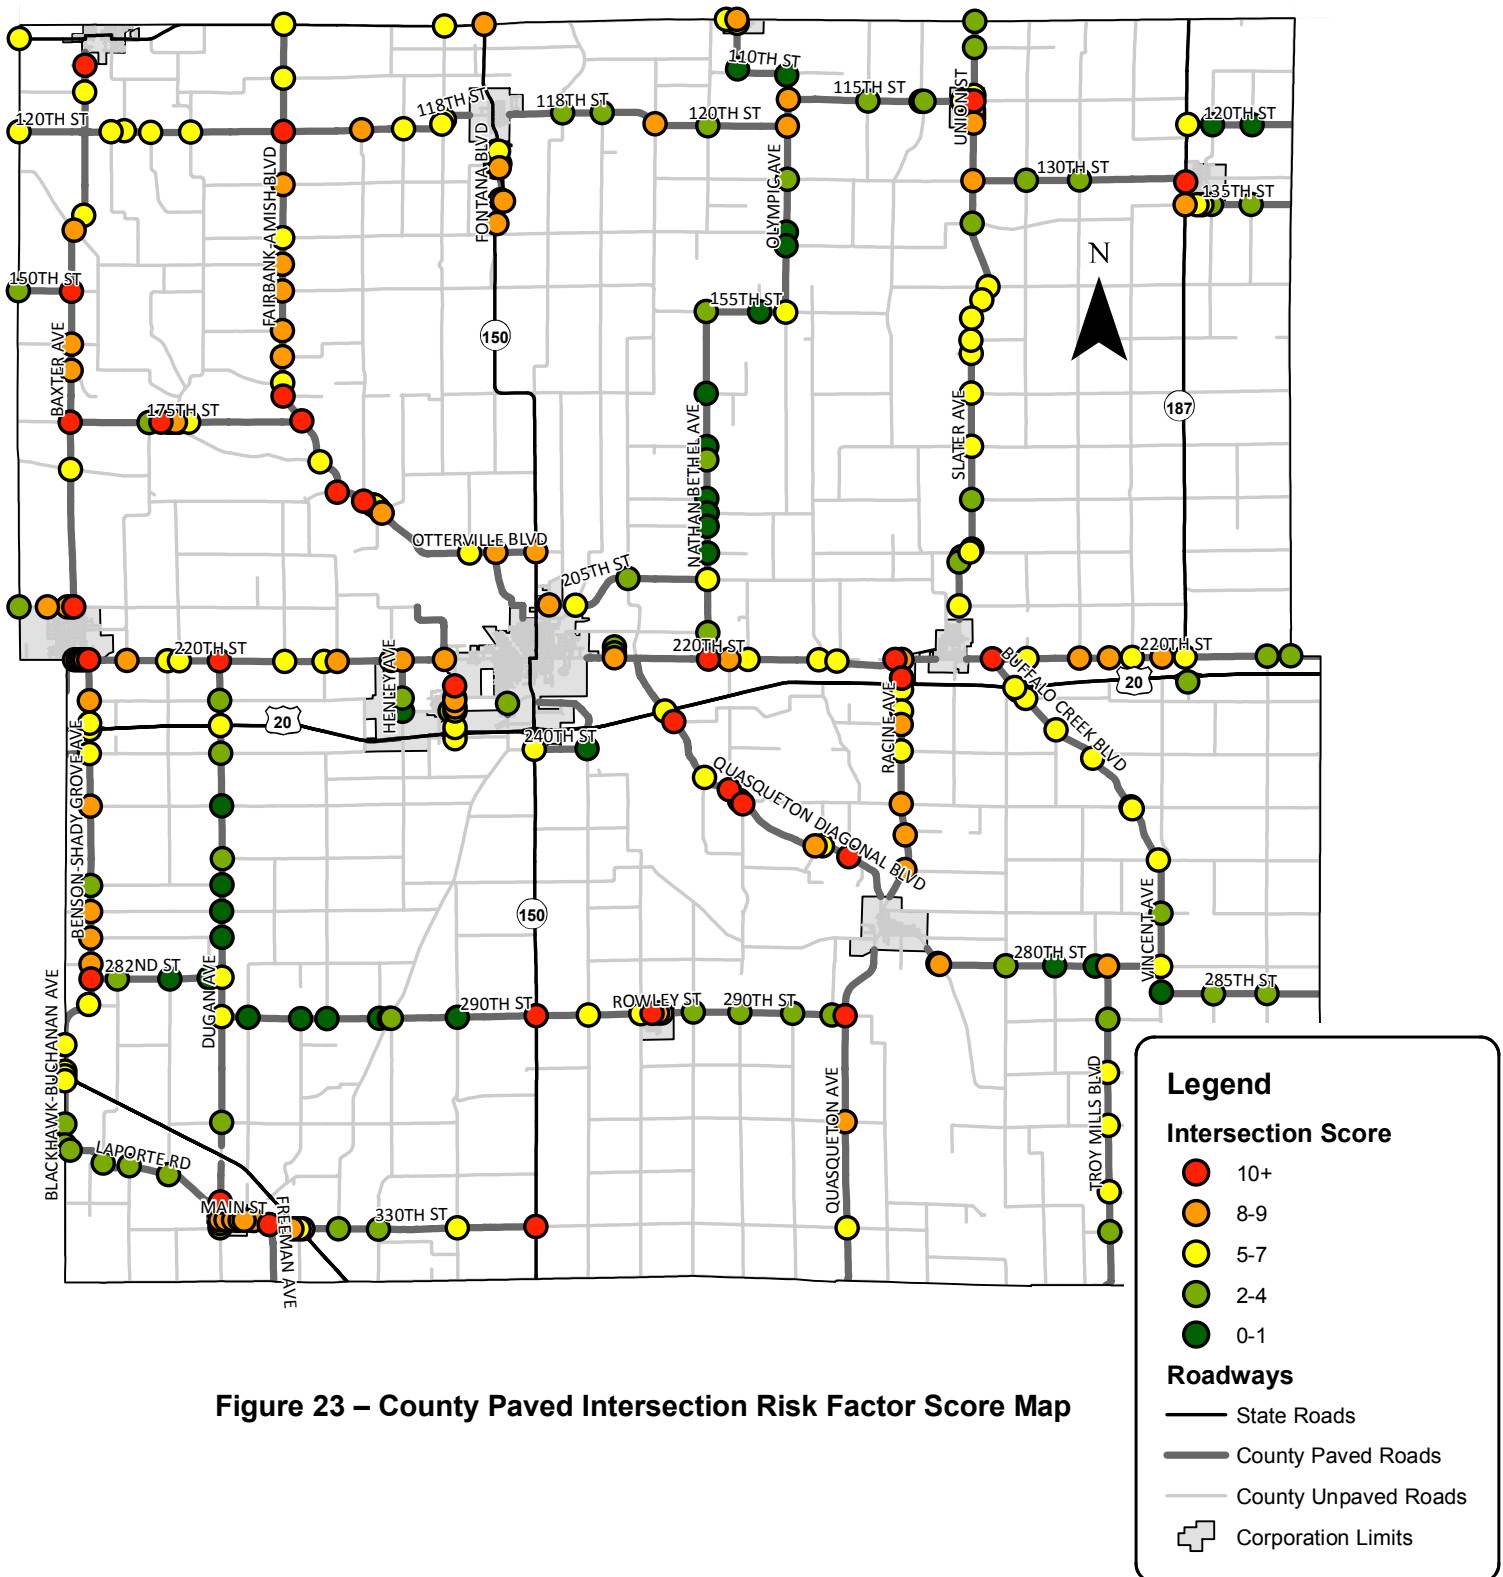 110TH ST
118TH ST
118TH ST
115TH ST
UNION ST
120TH ST
120TH ST
120TH ST
FONTANA BLVD
FAIRBANK-AMISH BLVD
OLYMPIC AVE
130TH ST
135TH ST
N
150TH ST
155TH ST
150
BAXTER AVE
175TH ST
187
NATHAN BETHEL AVE
SLATER AVE
OTTERVILLE BLVD
205TH ST
220TH ST
HENLEY AVE
220TH ST
220TH ST
BUFFALO CREEK BLVD
20
20
RACINE AVE
240TH ST
BENSON-SHADY GROVE AVE
QUASQUETON DIAGONAL BLVD
150
VINCENT AVE
282ND ST
280TH ST
285TH ST
DUGAN AVE
290TH ST
ROWLEY ST
290TH ST
BLACKHAWK-BUCHANAN AVE
TROY MILLS BLVD
QUASQUETON AVE
LAPORTE RD
MAIN ST
FREEMAN AVE
330TH ST
Legend
Intersection Score
10+
8-9
5-7
2-4
0-1
Roadways
State Roads
County Paved Roads
County Unpaved Roads
Corporation Limits
Figure 23 – County Paved Intersection Risk Factor Score Map